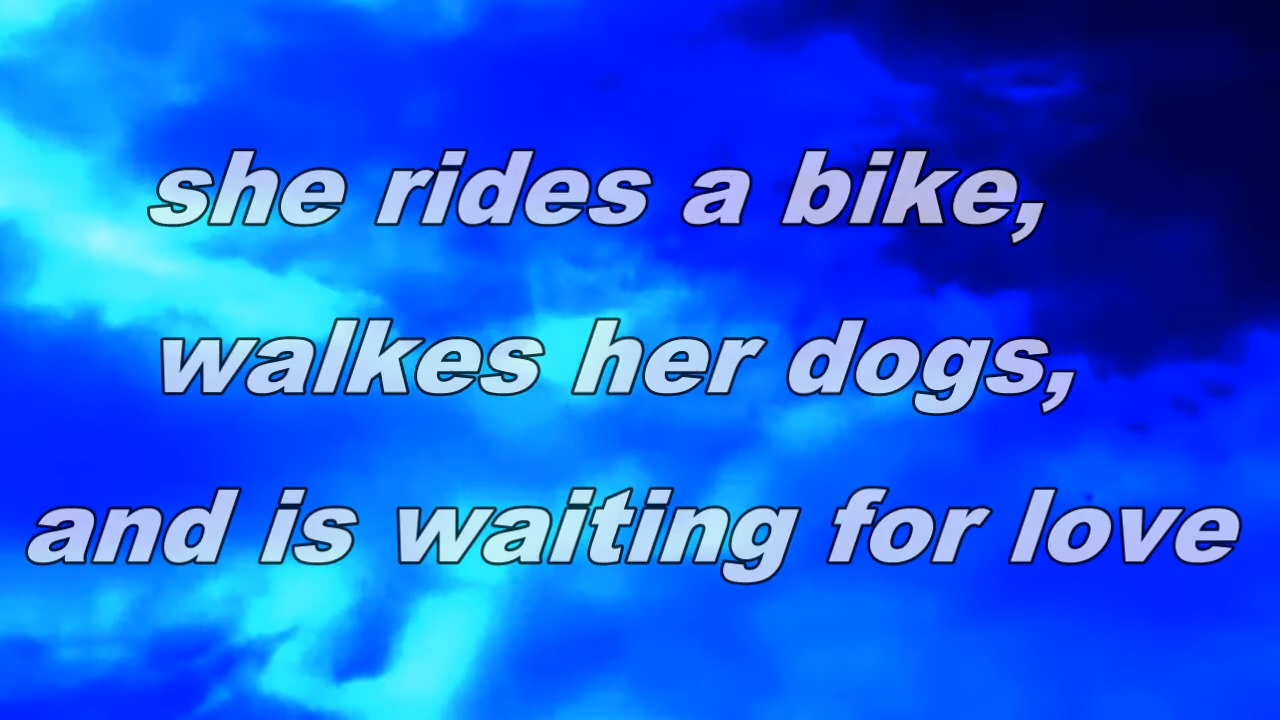 she rides a bike,
walkes her dogs,
and is waiting for love